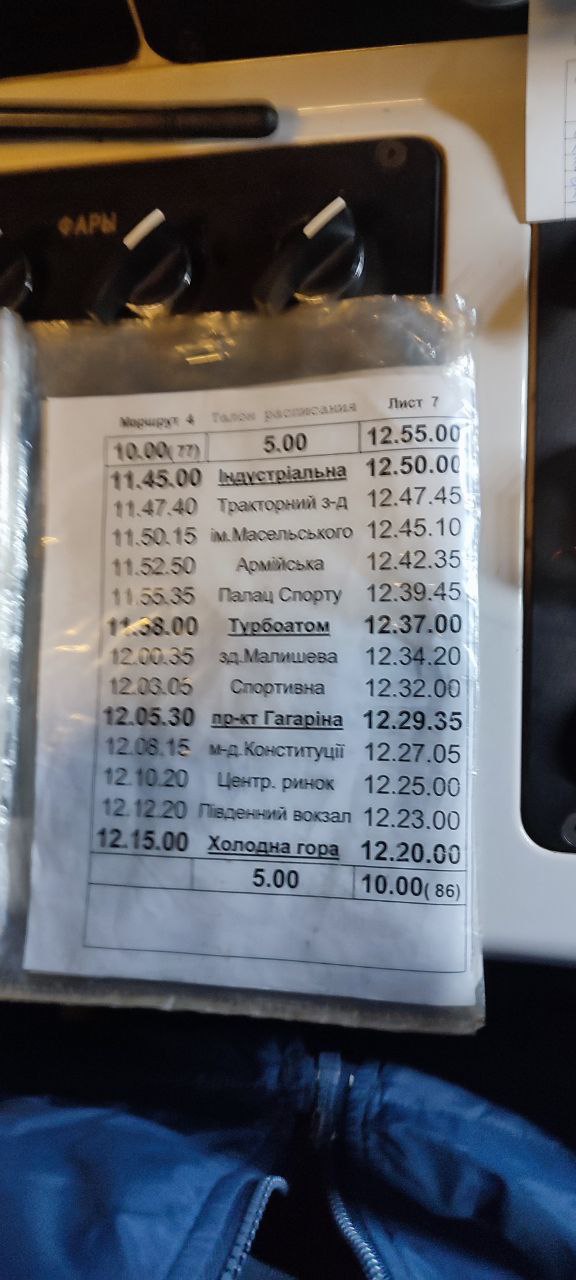 ФАРЫ
Маршрут 4 Талон расписания Лист 7
10.00( 77) 5.00 12.55.00
11.45.00 Індустріальна 12.50.00
11.47.40 Тракторний з-д 12.47.45
11.50.15 ім.Масельського 12.45.10
11.52.50 Армійська 12.42.35
11.55.35 Палац Спорту 12.39.45
11.58.00 Турбоатом 12.37.00
12.00.35 зд.Малишева 12.34.20
12.03.05 Спортивна 12.32.00
12.05.30 пр-кт Гагаріна 12.29.35
12.08.15 м-д.Конституції 12.27.05
12.10.20 Центр. ринок 12.25.00
12.12.20 Південний вокзал 12.23.00
12.15.00 Холодна гора 12.20.00
5.00 10.00( 86)